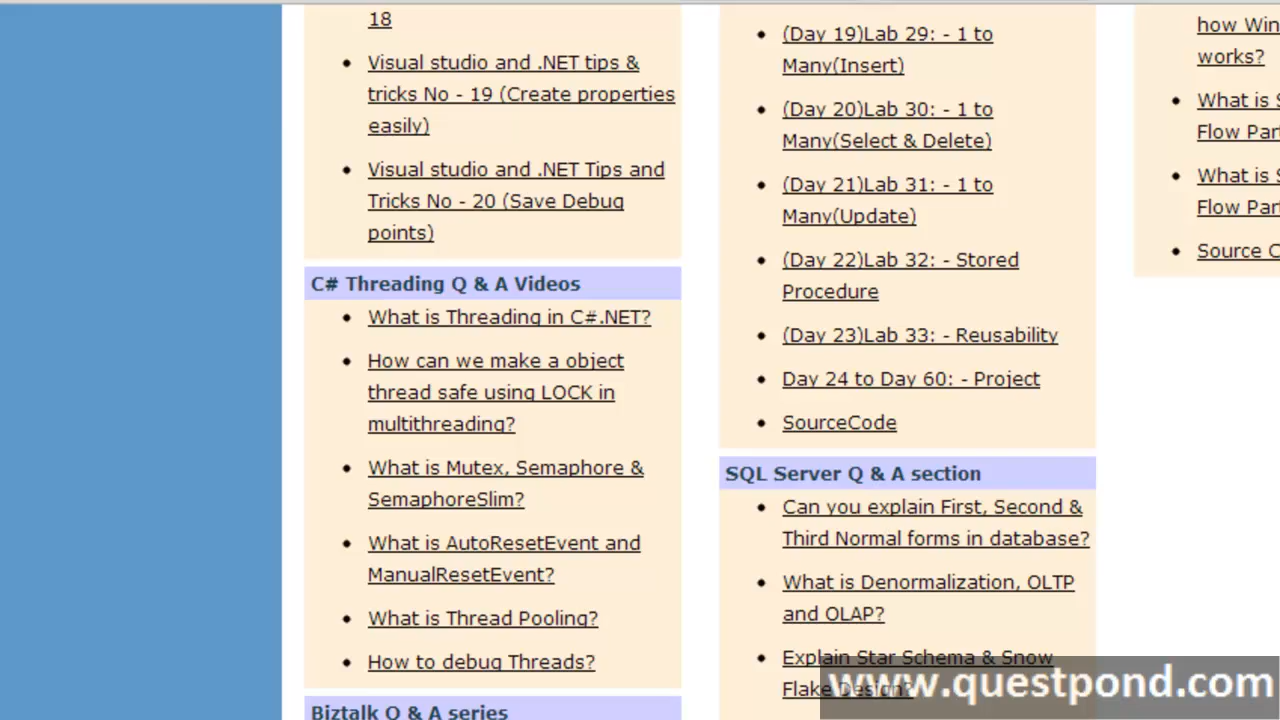 18
Visual studio and .NET tips &
tricks No - 19 (Create properties
easily)
Visual studio and .NET Tips and
Tricks No - 20 (Save Debug
points)
C# Threading Q & A Videos
What is Threading in C#.NET?
How can we make a object
thread safe using LOCK in
multithreading?
What is Mutex, Semaphore &
SemaphoreSlim?
What is AutoResetEvent and
ManualResetEvent?
What is Thread Pooling?
How to debug Threads?
Biztalk Q & A series
(Day 19)Lab 29: - 1 to
Many(Insert)
(Day 20)Lab 30: - 1 to
Many(Select & Delete)
(Day 21)Lab 31: - 1 to
Many(Update)
(Day 22)Lab 32: - Stored
Procedure
(Day 23)Lab 33: - Reusability
Day 24 to Day 60: - Project
SourceCode
SQL Server Q & A section
Can you explain First, Second &
Third Normal forms in database?
What is Denormalization, OLTP
and OLAP?
Explain Star Schema & Snow
Flake Design?
how Win
works?
What is S
Flow Part
What is S
Flow Part
Source C
www.questpond.com